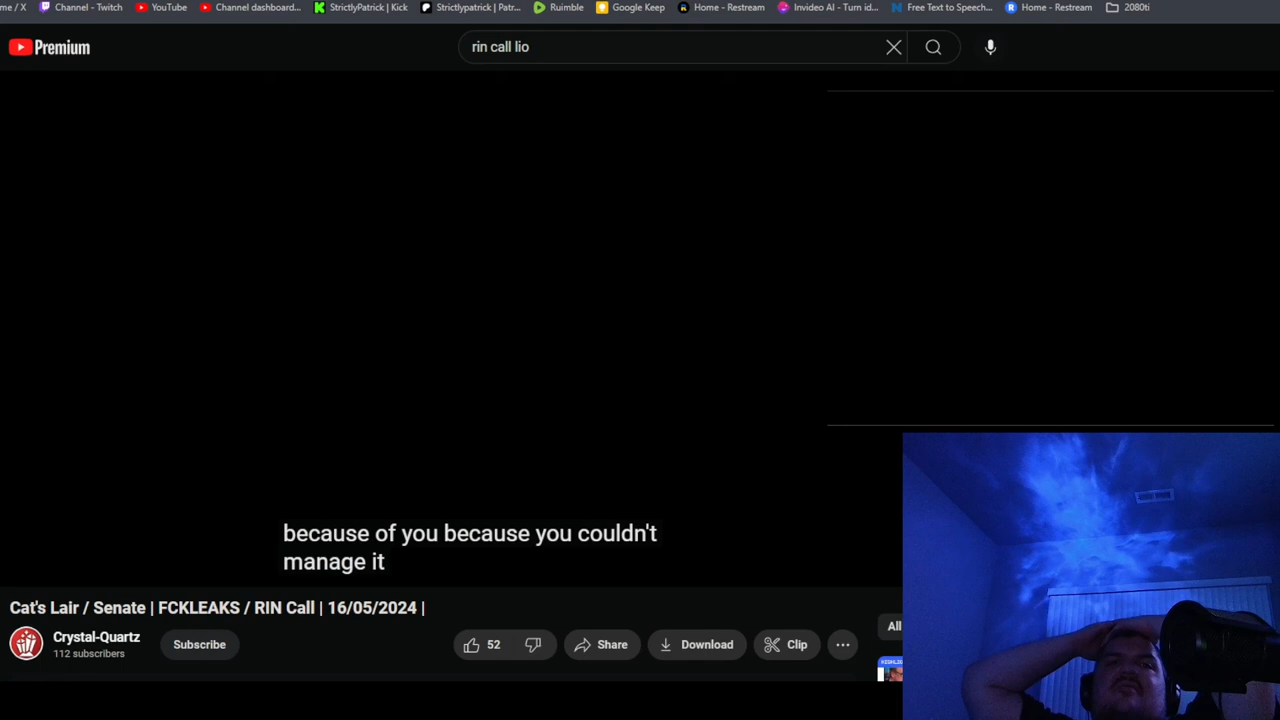 me / X Channel - Twitch YouTube Channel dashboard... StrictlyPatrick | Kick Strictlypatrick | Patr... Rumble Google Keep Home - Restream Invideo AI - Turn id... Free Text to Speech... Home - Restream 2080ti
Premium
rin call lio
because of you because you couldn't
manage it
Cat's Lair / Senate | FCKLEAKS / RIN Call | 16/05/2024 |
Crystal-Quartz
112 subscribers
Subscribe
52
Share
Download
Clip
All